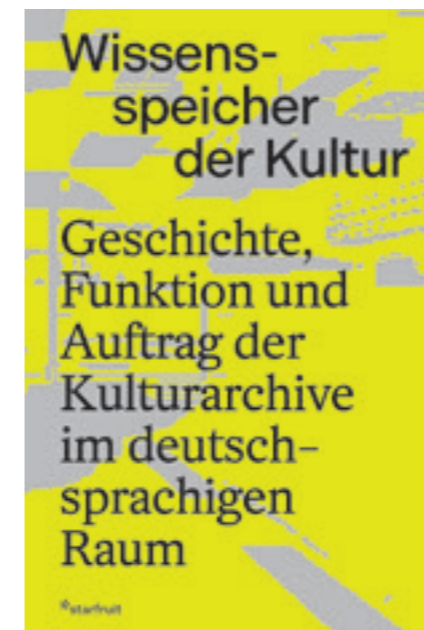 Wissens-
speicher
der Kultur
Geschichte,
Funktion und
Auftrag der
Kulturarchive
im deutsch-
sprachigen
Raum
starfruit